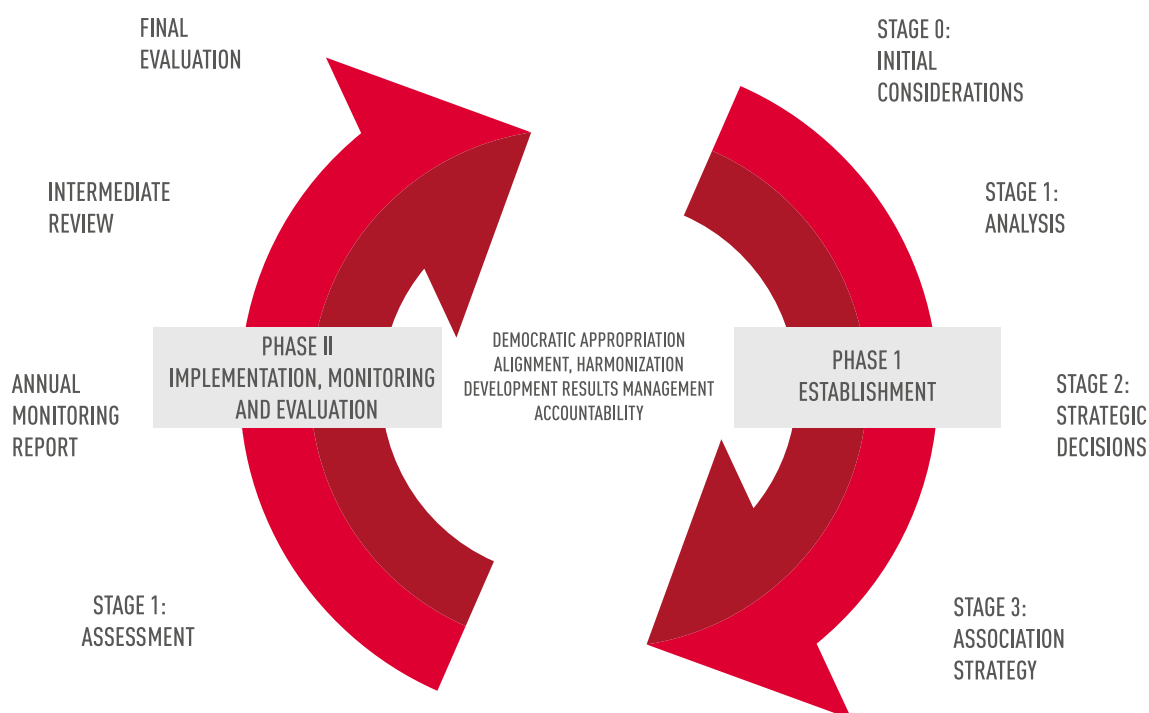 FINAL
EVALUATION
STAGE 0:
INITIAL
CONSIDERATIONS
INTERMEDIATE
REVIEW
STAGE 1:
ANALYSIS
PHASE II
IMPLEMENTATION, MONITORING
AND EVALUATION
DEMOCRATIC APPROPRIATION
ALIGNMENT, HARMONIZATION
DEVELOPMENT RESULTS MANAGEMENT
ACCOUNTABILITY
PHASE 1
ESTABLISHMENT
ANNUAL
MONITORING
REPORT
STAGE 2:
STRATEGIC
DECISIONS
STAGE 1:
ASSESSMENT
STAGE 3:
ASSOCIATION
STRATEGY